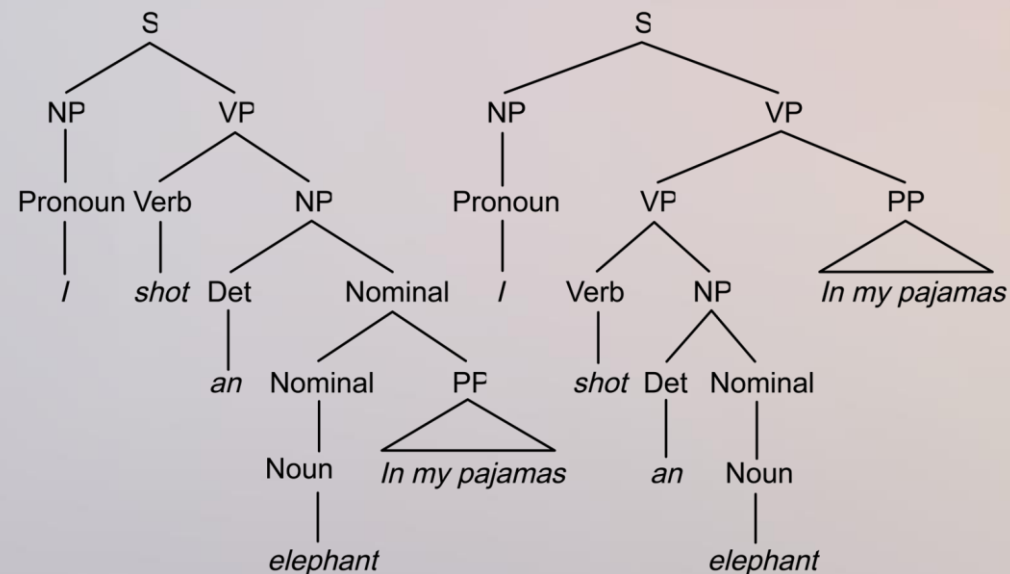 S S
NP VP NP VP
Pronoun Verb NP Pronoun VP PP
I shot Det Nominal I Verb NP In my pajamas
an Nominal PP shot Det Nominal
Noun In my pajamas an Noun
elephant elephant